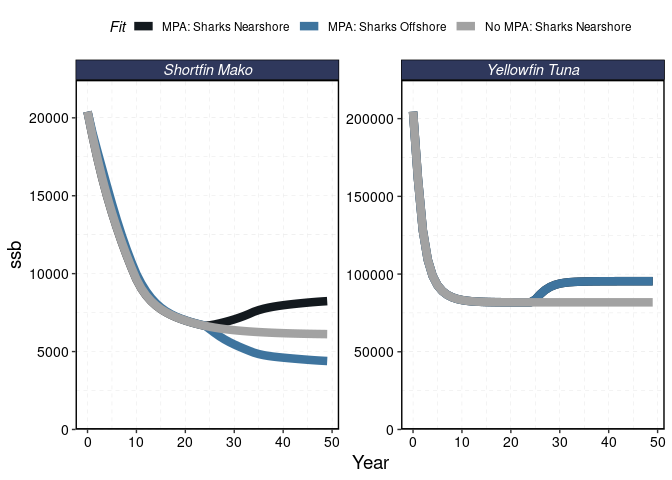 Fit MPA: Sharks Nearshore MPA: Sharks Offshore No MPA: Sharks Nearshore
Shortfin Mako Yellowfin Tuna
20000 200000
15000 150000
10000 100000
5000 50000
0 0
0 10 20 30 40 50 0 10 20 30 40 50
ssb
Year